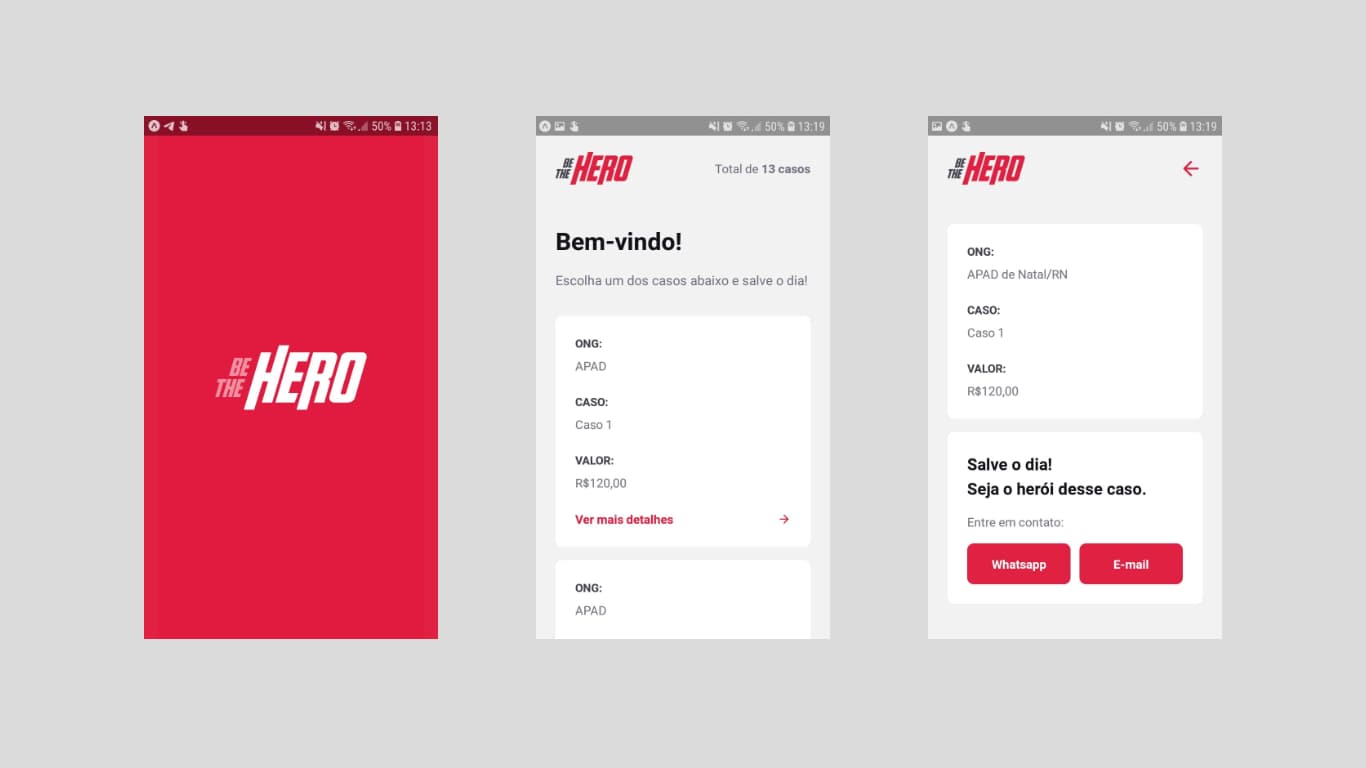 50% 13:13
BE
THE HERO
50% 13:19
BE
THE HERO
Total de 13 casos
Bem-vindo!
Escolha um dos casos abaixo e salve o dia!
ONG:
APAD
CASO:
Caso 1
VALOR:
R$120,00
Ver mais detalhes
ONG:
APAD
50% 13:19
BE
THE HERO
ONG:
APAD de Natal/RN
CASO:
Caso 1
VALOR:
R$120,00
Salve o dia!
Seja o herói desse caso.
Entre em contato:
Whatsapp
E-mail